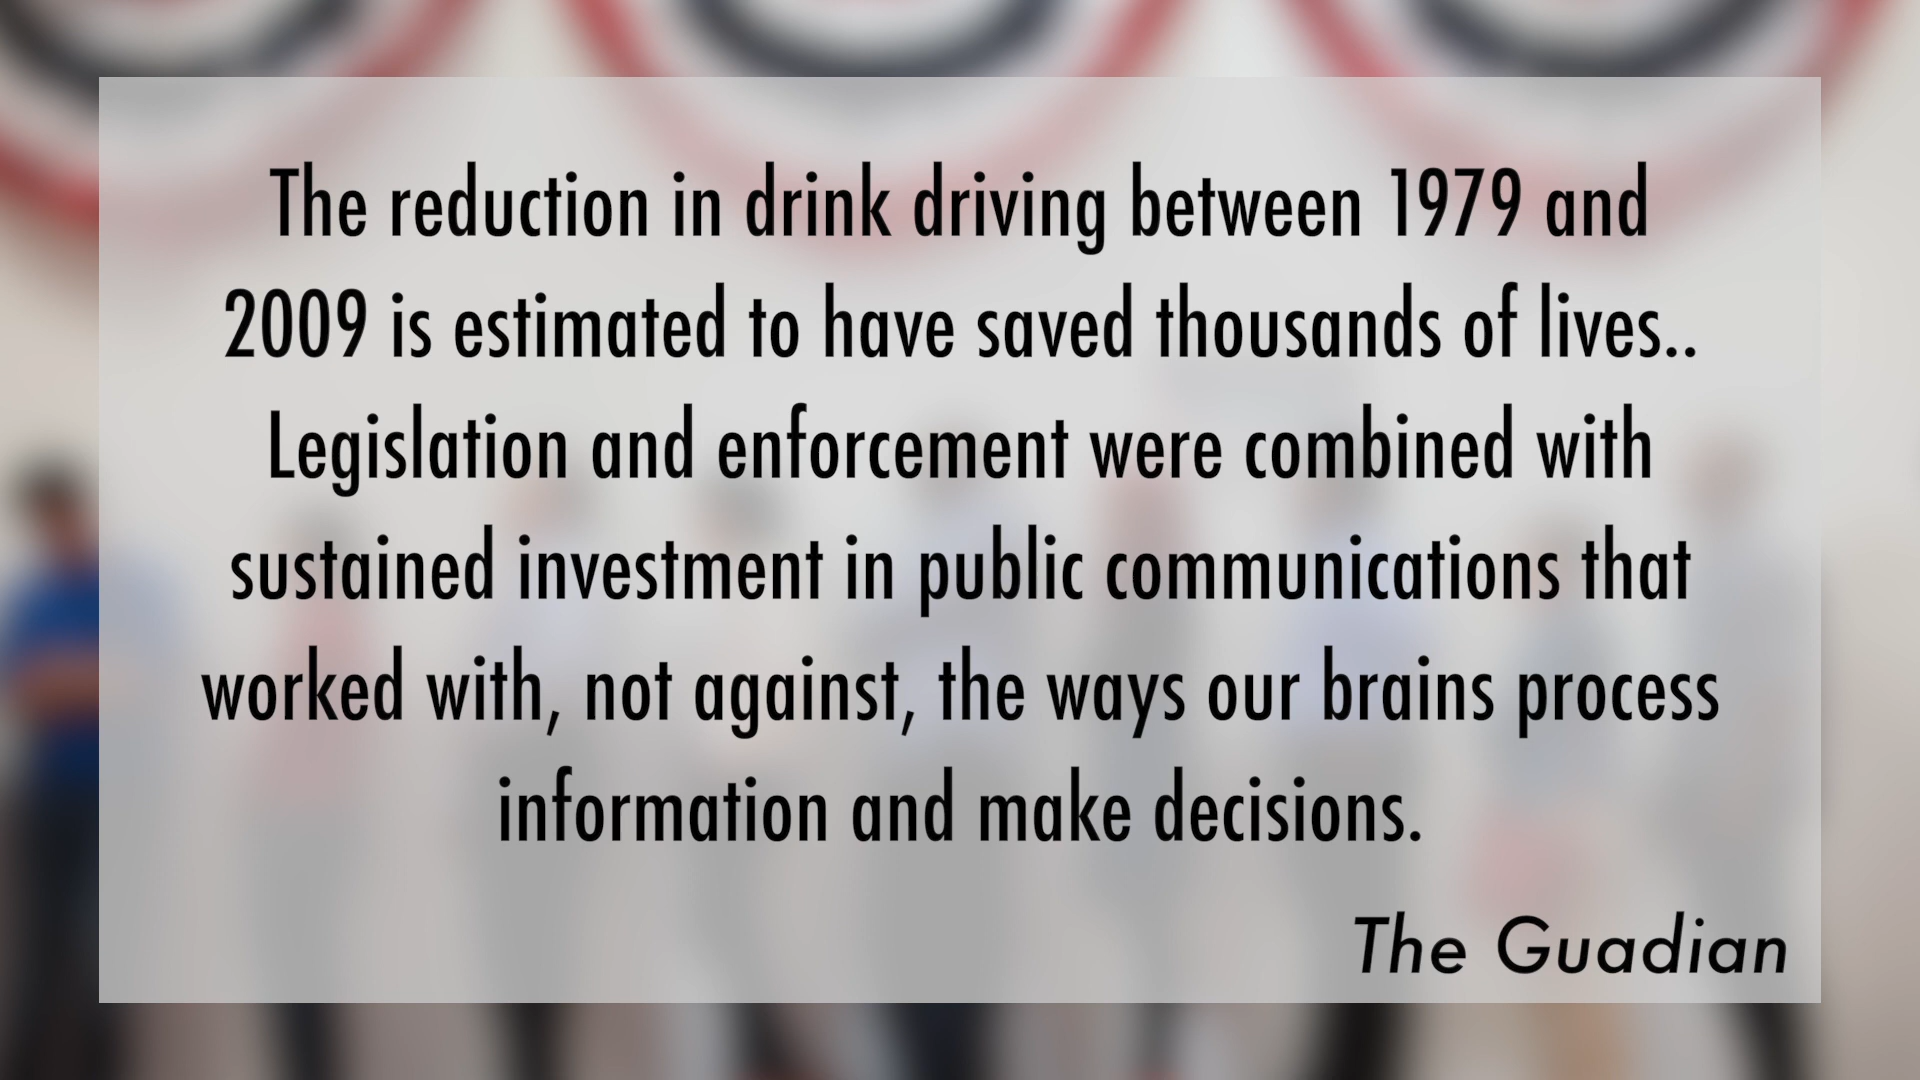 The reduction in drink driving between 1979 and
2009 is estimated to have saved thousands of lives..
Legislation and enforcement were combined with
sustained investment in public communications that
worked with, not against, the ways our brains process
information and make decisions.
The Guadian